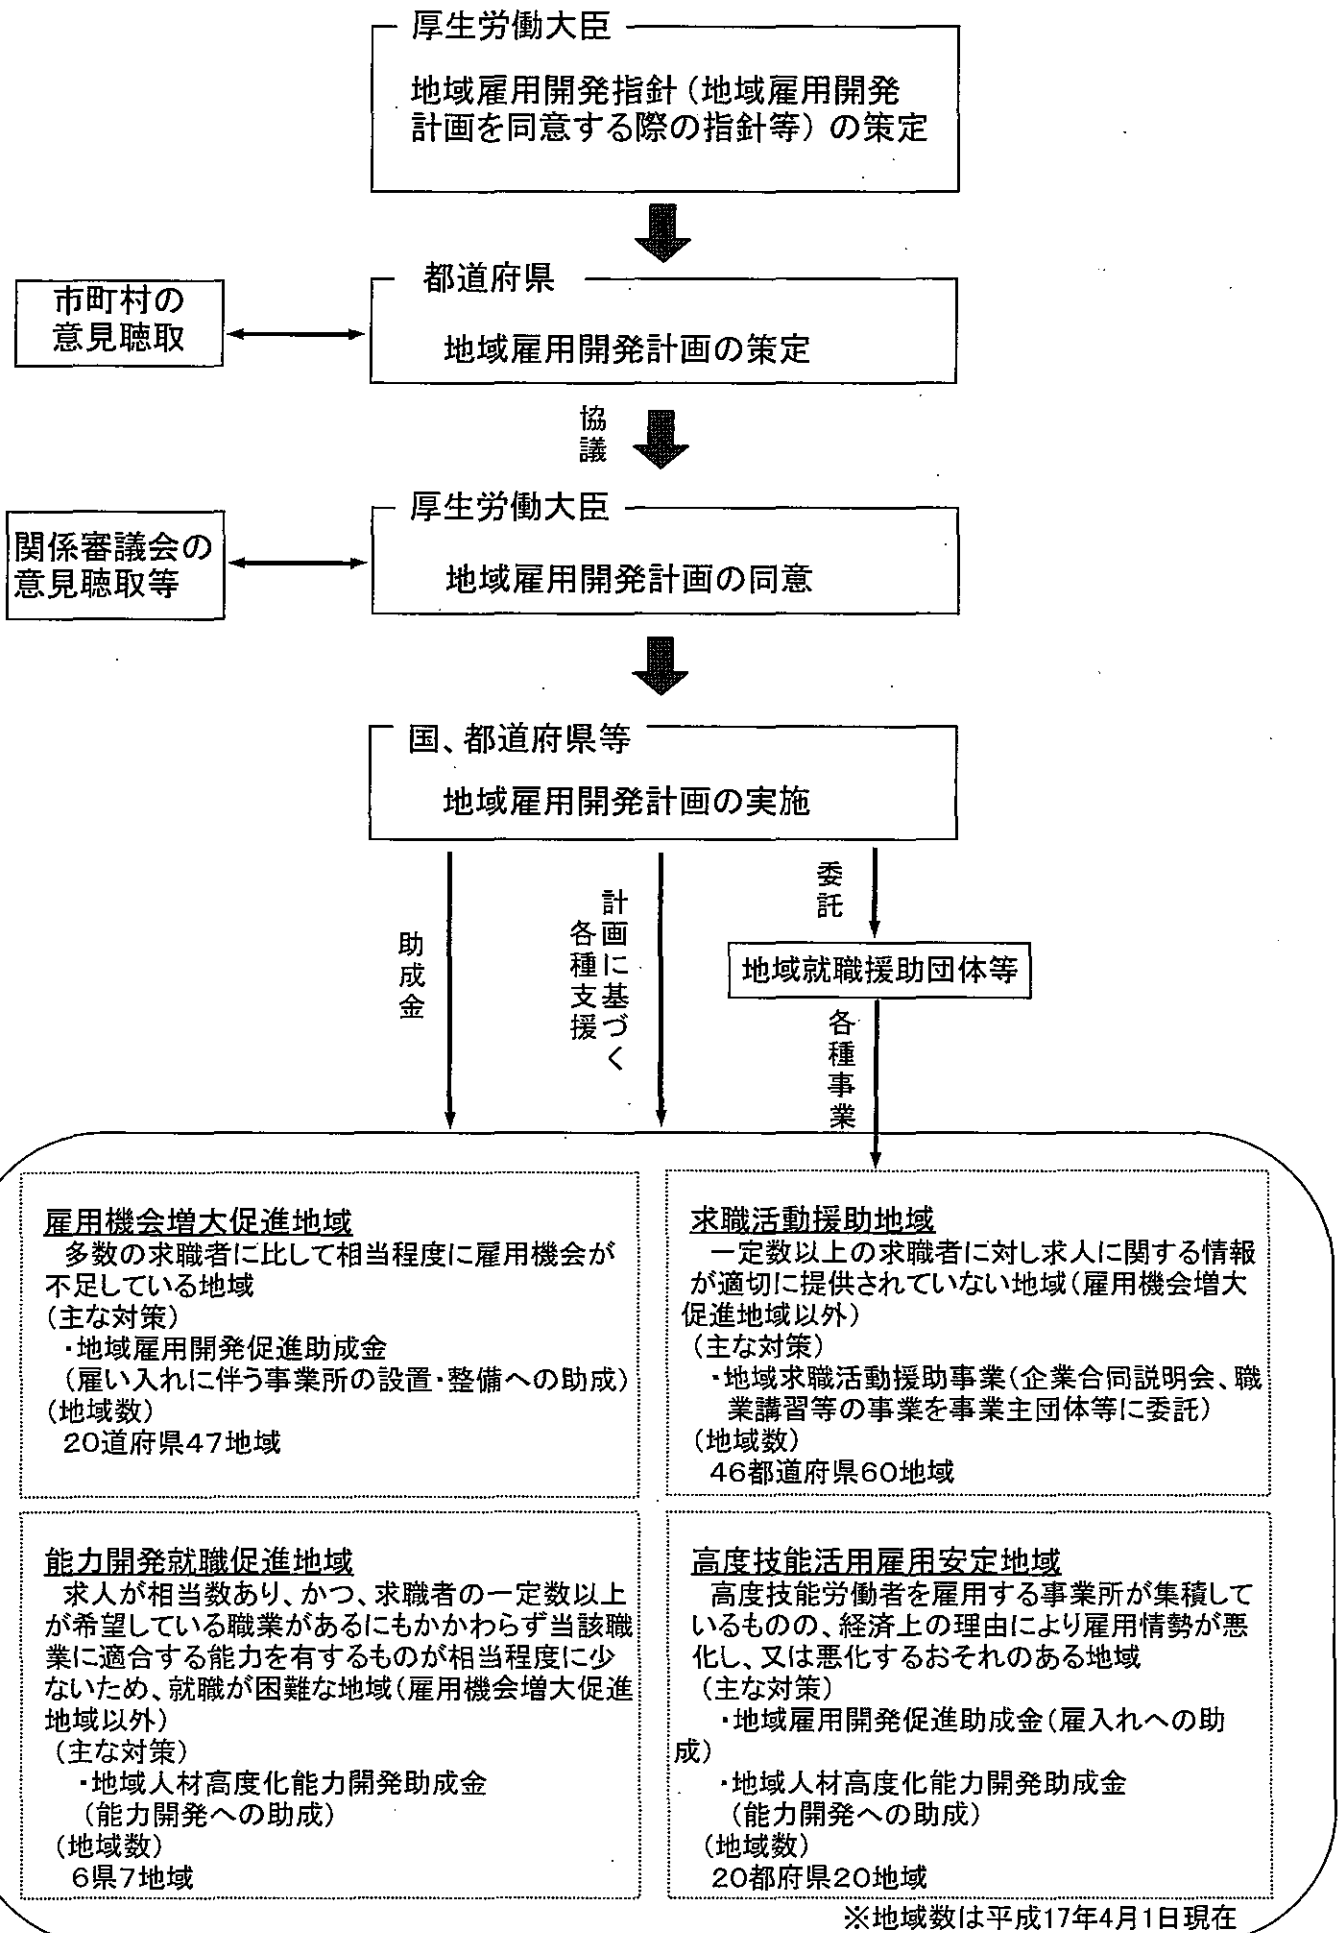 厚生労働大臣
地域雇用開発指針（地域雇用開発
計画を同意する際の指針等）の策定
都道府県
地域雇用開発計画の策定
市町村の
意見聴取
協議
厚生労働大臣
地域雇用開発計画の同意
関係審議会の
意見聴取等
国、都道府県等
地域雇用開発計画の実施
助成金
計画に基づく
各種支援
委託
地域就職援助団体等
各種事業
雇用機会増大促進地域
多数の求職者に比して相当程度に雇用機会が
不足している地域
（主な対策）
・地域雇用開発促進助成金
（雇い入れに伴う事業所の設置・整備への助成）
（地域数）
20道府県47地域
求職活動援助地域
一定数以上の求職者に対し求人に関する情報
が適切に提供されていない地域（雇用機会増大
促進地域以外）
（主な対策）
・地域求職活動援助事業（企業合同説明会、職
業講習等の事業を事業主団体等に委託）
（地域数）
46都道府県60地域
能力開発就職促進地域
求人が相当数あり、かつ、求職者の一定数以上
が希望している職業があるにもかかわらず当該職
業に適合する能力を有するものが相当程度に少
ないため、就職が困難な地域（雇用機会増大促進
地域以外）
（主な対策）
・地域人材高度化能力開発助成金
（能力開発への助成）
（地域数）
6県7地域
高度技能活用雇用安定地域
高度技能労働者を雇用する事業所が集積して
いるものの、経済上の理由により雇用情勢が悪
化し、又は悪化するおそれのある地域
（主な対策）
・地域雇用開発促進助成金（雇入れへの助
成）
・地域人材高度化能力開発助成金
（能力開発への助成）
（地域数）
20都府県20地域
※地域数は平成17年4月1日現在